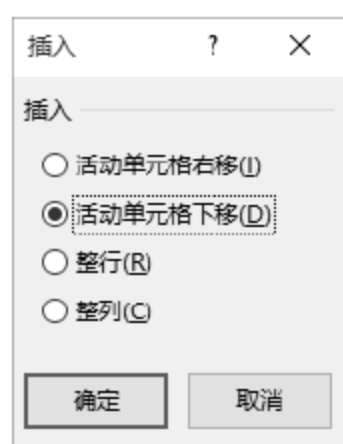 插入 ? ×
插入
活动单元格右移(I)
活动单元格下移(D)
整行(R)
整列(C)
确定 取消